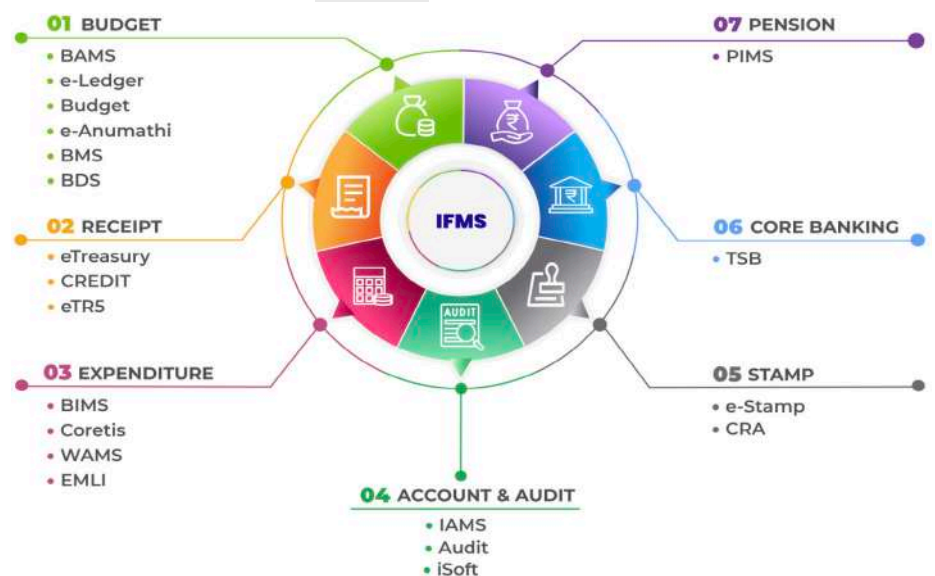 01 BUDGET
• BAMS
• e-Ledger
• Budget
• e-Anumathi
• BMS
• BDS
02 RECEIPT
• eTreasury
• CREDIT
• eTR5
03 EXPENDITURE
• BIMS
• Coretis
• WAMS
• EMLI
04 ACCOUNT & AUDIT
• IAMS
• Audit
• iSoft
05 STAMP
• e-Stamp
• CRA
06 CORE BANKING
• TSB
07 PENSION
• PIMS
IFMS
AUDIT
₹
₹